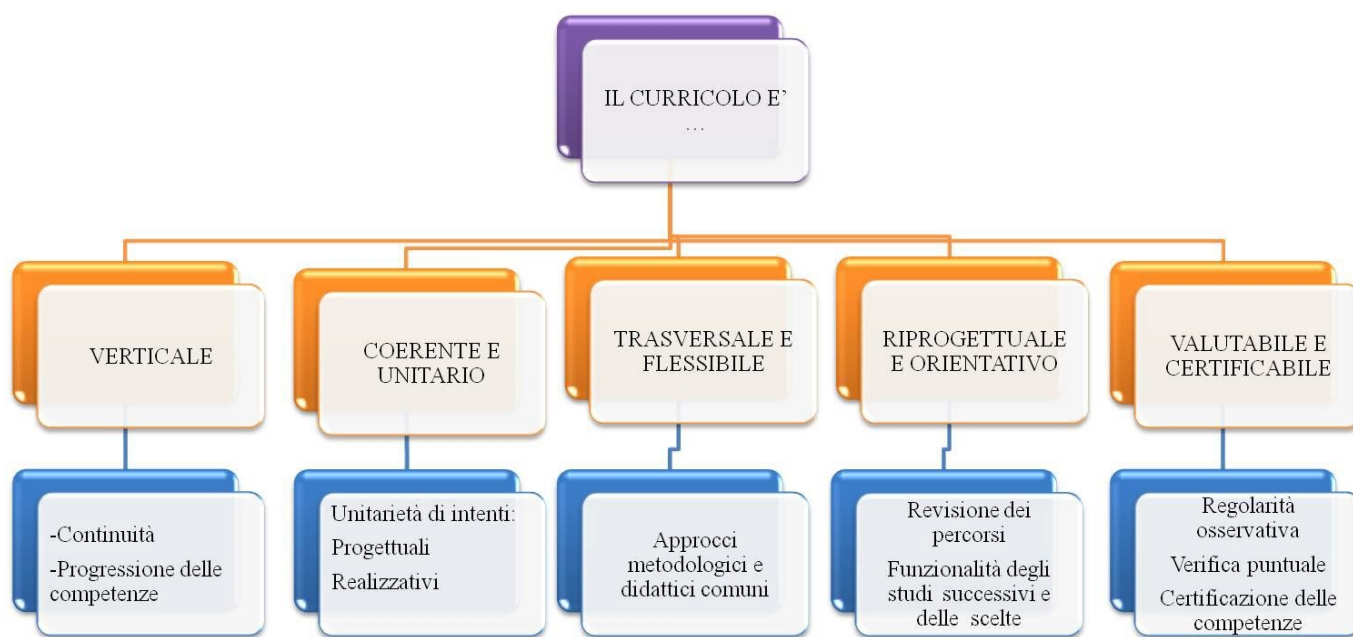 IL CURRICOLO E’
…
VERTICALE
COERENTE E
UNITARIO
TRASVERSALE E
FLESSIBILE
RIPROGETTUALE
E ORIENTATIVO
VALUTABILE E
CERTIFICABILE
-Continuità
-Progressione delle
competenze
Unitarietà di intenti:
Progettuali
Realizzativi
Approcci
metodologici e
didattici comuni
Revisione dei
percorsi
Funzionalità degli
studi successivi e
delle scelte
Regolarità
osservativa
Verifica puntuale
Certificazione delle
competenze